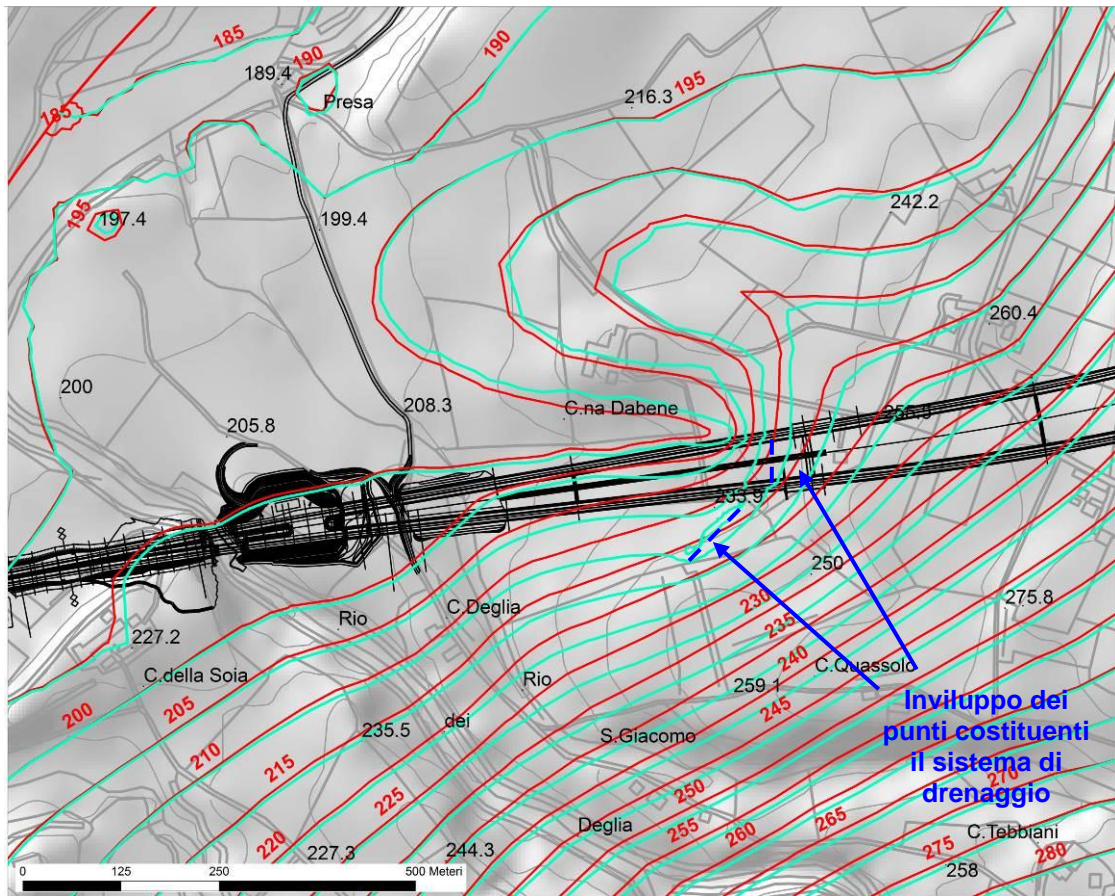 185
190
190
189.4
Presa
195
216.3
185
195
197.4
199.4
242.2
260.4
200
208.3
C.na Dabene
205.8
233.9
250
230
275.8
235
C.Deglia
Rio
227.2
240
C.Quassolo
C.della Soia
Rio
259.1
245
200
205
Inviluppo dei
punti costituenti
il sistema di
drenaggio
dei
235.5
S.Giacomo
210
215
250
270
225
Deglia
265
255
260
C.Tebbiani
220
275
280
227.3
244.3
258
0 125 250 500 Meteri